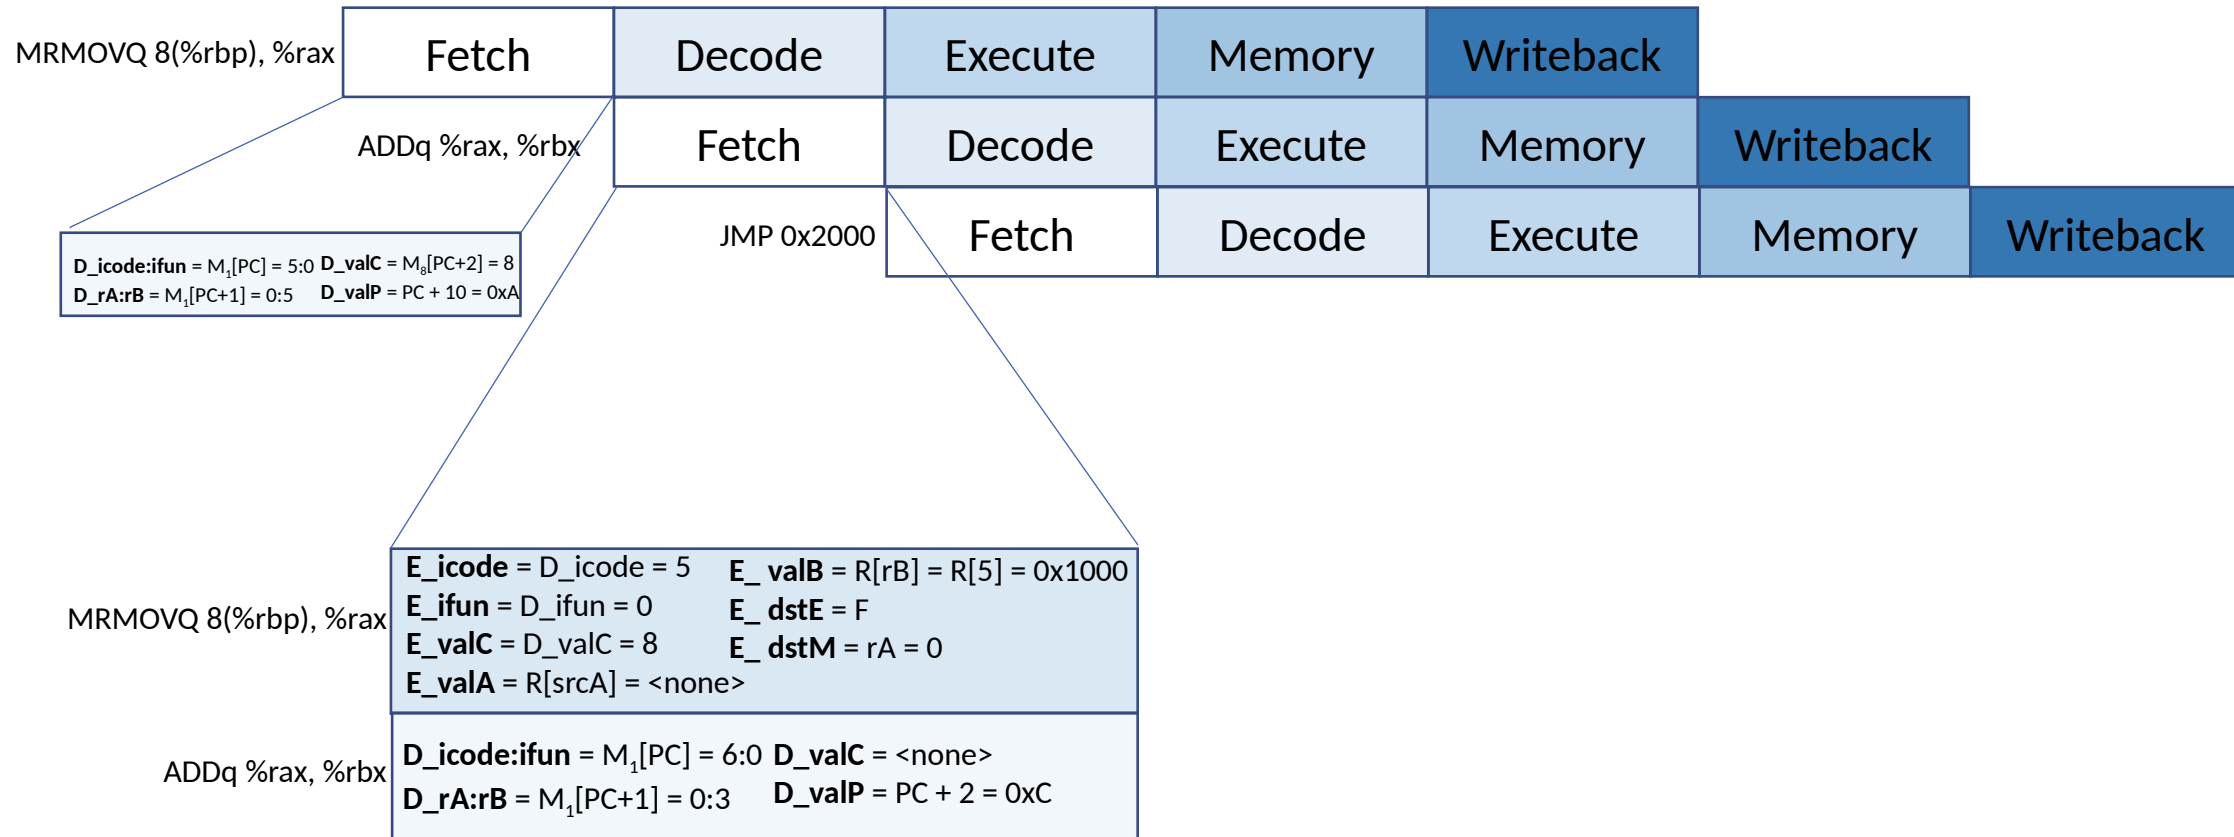 MRMOVQ 8(%rbp), %rax Fetch Decode Execute Memory Writeback
ADDq %rax, %rbx Fetch Decode Execute Memory Writeback
JMP 0x2000 Fetch Decode Execute Memory Writeback
D_icode:ifun = M1[PC] = 5:0 D_valC = M8[PC+2] = 8
D_rA:rB = M1[PC+1] = 0:5 D_valP = PC + 10 = 0xA
MRMOVQ 8(%rbp), %rax
E_icode = D_icode = 5 E_ valB = R[rB] = R[5] = 0x1000
E_ifun = D_ifun = 0 E_ dstE = F
E_valC = D_valC = 8 E_ dstM = rA = 0
E_valA = R[srcA] = <none>
ADDq %rax, %rbx
D_icode:ifun = M1[PC] = 6:0 D_valC = <none>
D_rA:rB = M1[PC+1] = 0:3 D_valP = PC + 2 = 0xC